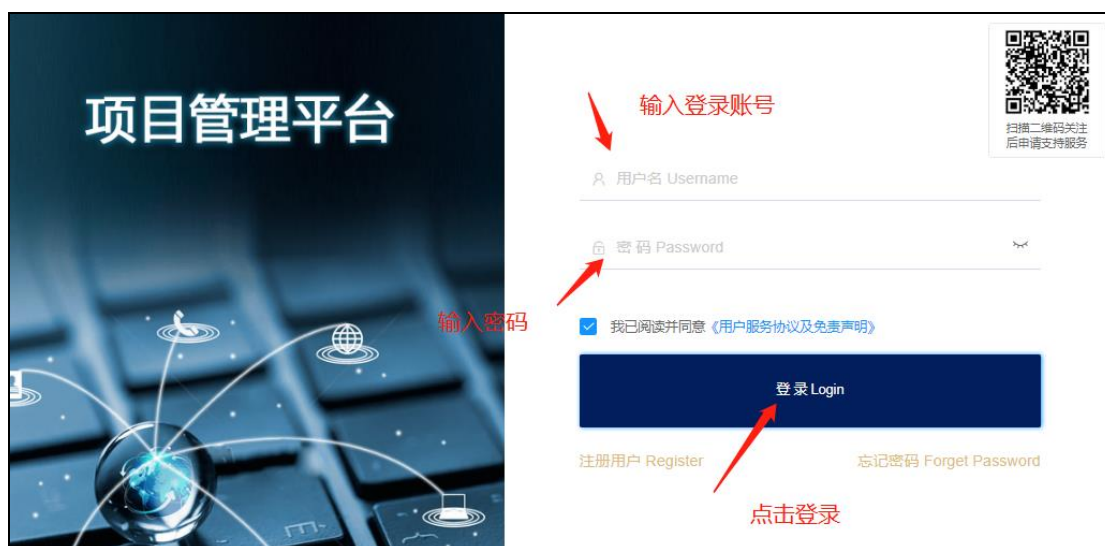 项目管理平台
扫描二维码关注
后申请支持服务
输入登录账号
用户名 Username
密 码 Password
输入密码
我已阅读并同意《用户服务协议及免责声明》
登 录 Login
注册用户 Register
忘记密码 Forget Password
点击登录